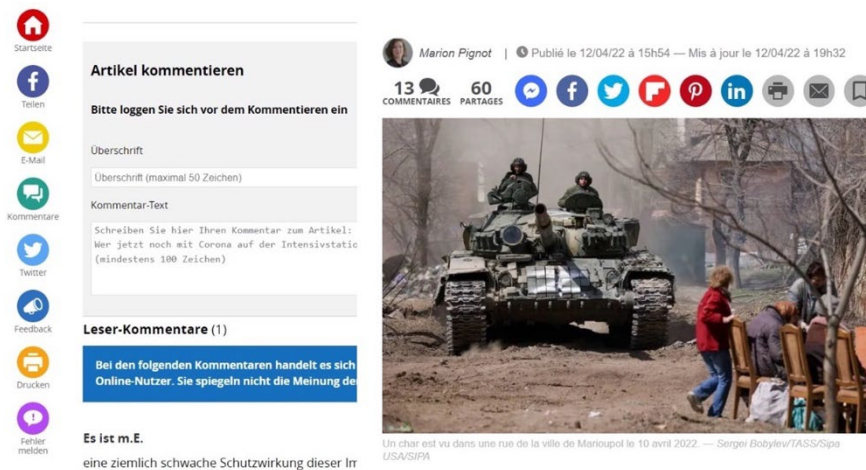 Startseite
Teilen
E-Mail
Kommentare
Twitter
Feedback
Drucken
Fehler
melden
Artikel kommentieren
Bitte loggen Sie sich vor dem Kommentieren ein
Überschrift
Überschrift (maximal 50 Zeichen)
Kommentar-Text
Schreiben Sie hier Ihren Kommentar zum Artikel:
Wer jetzt noch mit Corona auf der Intensivstatio
(mindestens 100 Zeichen)
Leser-Kommentare (1)
Bei den folgenden Kommentaren handelt es sich
Online-Nutzer. Sie spiegeln nicht die Meinung de
Es ist m.E.
eine ziemlich schwache Schutzwirkung dieser Im
Marion Pignot | Publié le 12/04/22 à 15h54 — Mis à jour le 12/04/22 à 19h32
13
COMMENTAIRES
60
PARTAGES
Un char est vu dans une rue de la ville de Marioupol le 10 avril 2022. — Sergei Bobylev/TASS/Sipa
USA/SIPA